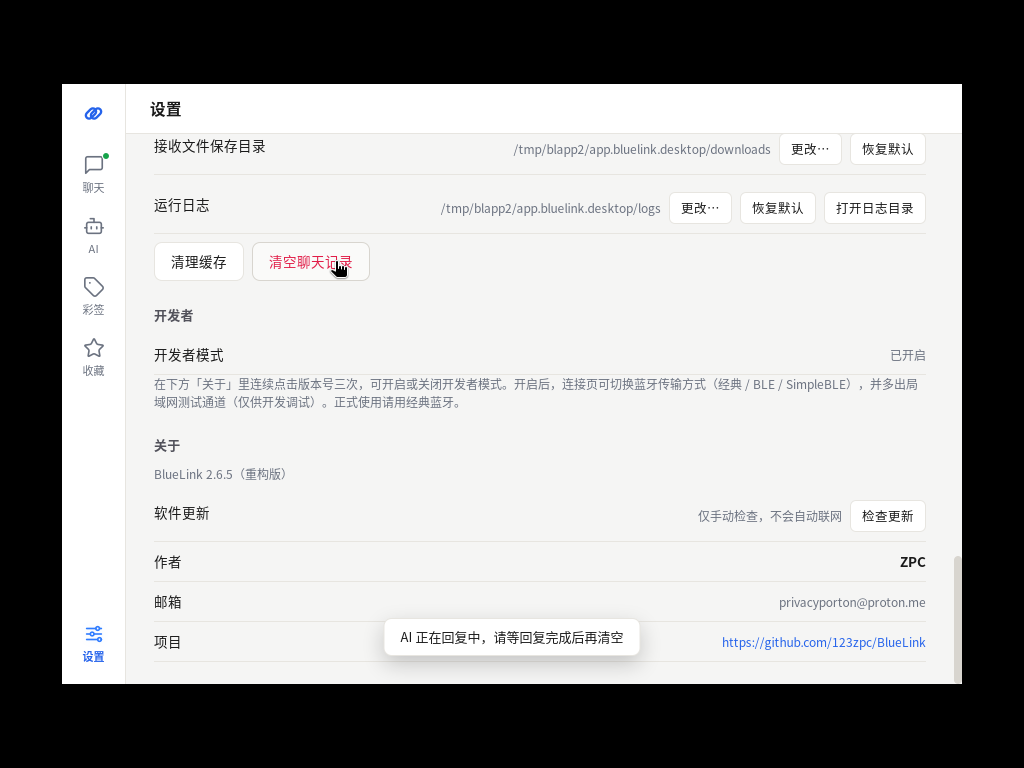 设置
聊天
AI
彩签
收藏
设置
接收文件保存目录
/tmp/blapp2/app.bluelink.desktop/downloads
更改…
恢复默认
运行日志
/tmp/blapp2/app.bluelink.desktop/logs
更改…
恢复默认
打开日志目录
清理缓存
清空聊天记录
开发者
开发者模式
已开启
在下方「关于」里连续点击版本号三次，可开启或关闭开发者模式。开启后，连接页可切换蓝牙传输方式（经典 / BLE / SimpleBLE），并多出局
域网测试通道（仅供开发调试）。正式使用请用经典蓝牙。
关于
BlueLink 2.6.5（重构版）
软件更新
仅手动检查，不会自动联网
检查更新
作者
ZPC
邮箱
privacyporton@proton.me
项目
https://github.com/123zpc/BlueLink
AI 正在回复中，请等回复完成后再清空